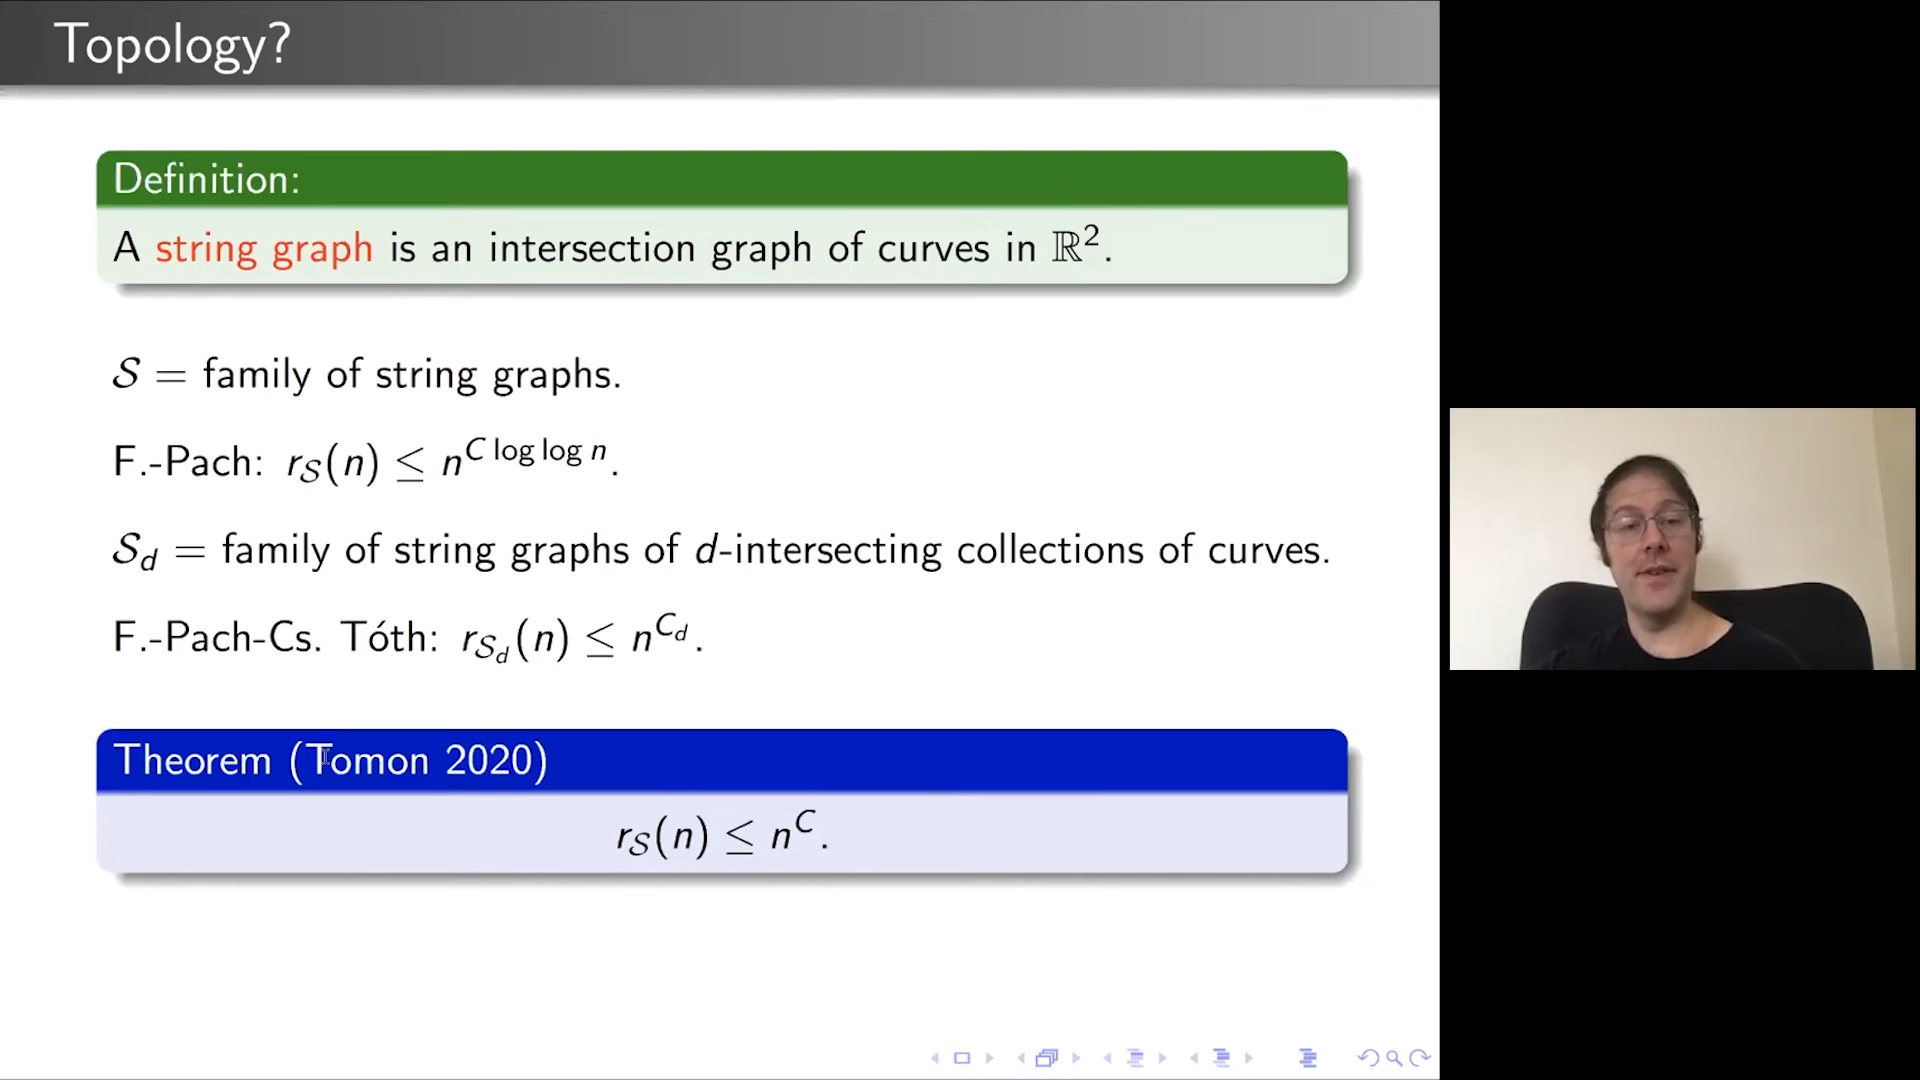 Topology?
Definition:
A string graph is an intersection graph of curves in ℝ².
𝒮 = family of string graphs.
F.-Pach: r_𝒮(n) ≤ n^{C log log n}.
𝒮_d = family of string graphs of d-intersecting collections of curves.
F.-Pach-Cs. Tóth: r_{𝒮_d}(n) ≤ n^{C_d}.
Theorem (Tomon 2020)
r_𝒮(n) ≤ n^C.